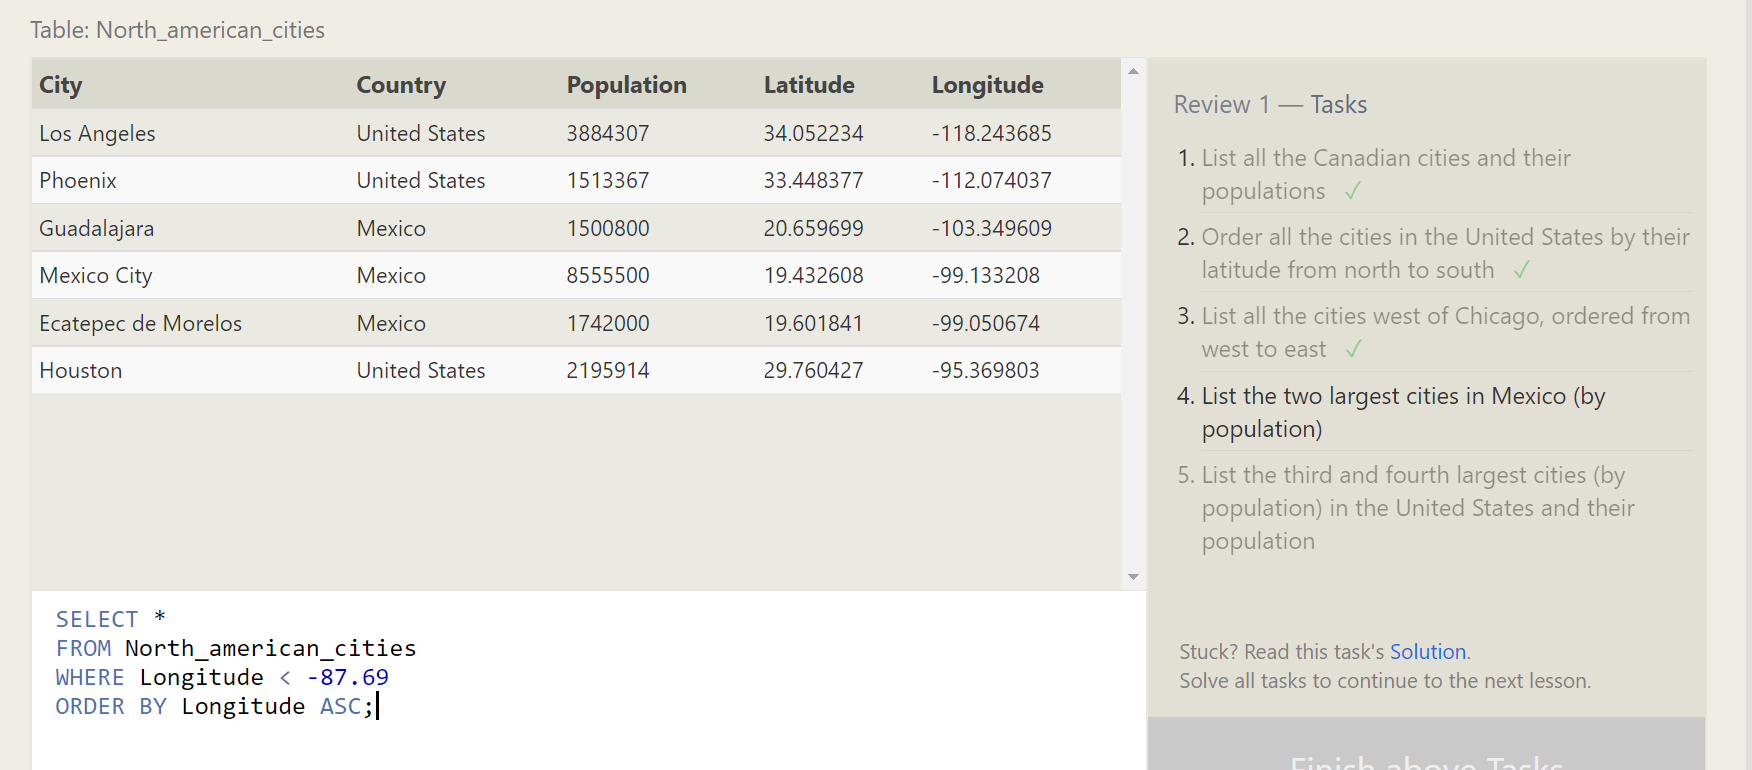 Table: North_american_cities
City Country Population Latitude Longitude
Los Angeles United States 3884307 34.052234 -118.243685
Phoenix United States 1513367 33.448377 -112.074037
Guadalajara Mexico 1500800 20.659699 -103.349609
Mexico City Mexico 8555500 19.432608 -99.133208
Ecatepec de Morelos Mexico 1742000 19.601841 -99.050674
Houston United States 2195914 29.760427 -95.369803
SELECT *
FROM North_american_cities
WHERE Longitude < -87.69
ORDER BY Longitude ASC;
Review 1 — Tasks
1. List all the Canadian cities and their
populations ✓
2. Order all the cities in the United States by their
latitude from north to south ✓
3. List all the cities west of Chicago, ordered from
west to east ✓
4. List the two largest cities in Mexico (by
population)
5. List the third and fourth largest cities (by
population) in the United States and their
population
Stuck? Read this task's Solution.
Solve all tasks to continue to the next lesson.
Finish above Tasks